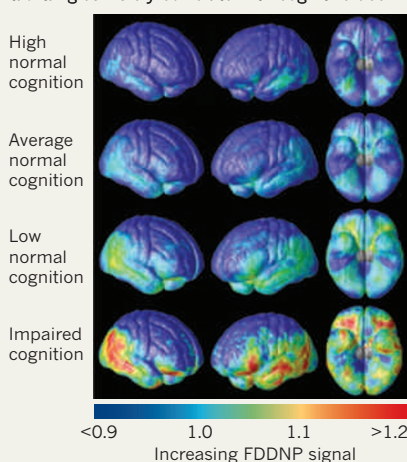 High
normal
cognition
Average
normal
cognition
Low
normal
cognition
Impaired
cognition
<0.9 1.0 1.1 >1.2
Increasing FDDNP signal